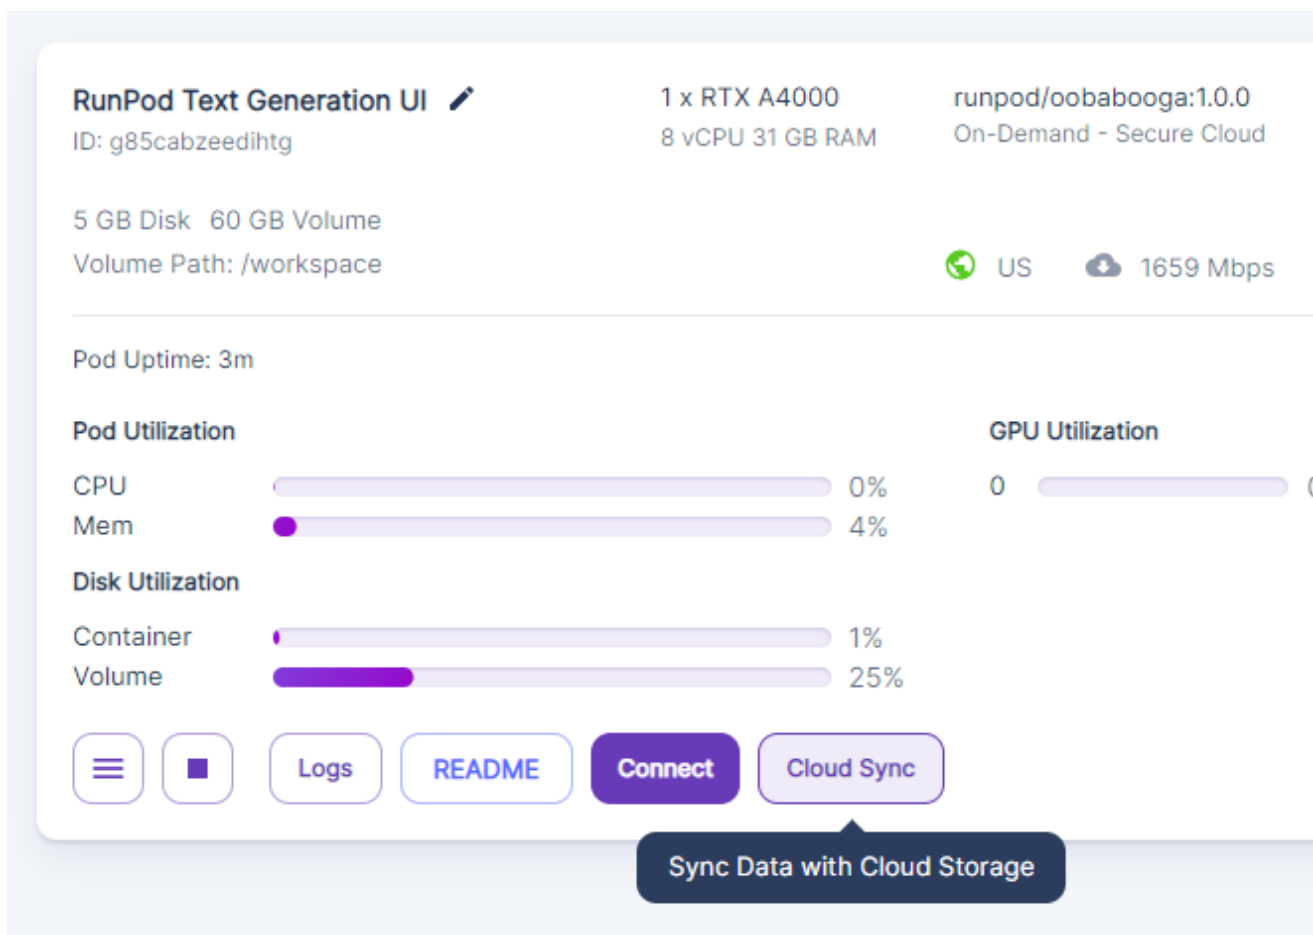 RunPod Text Generation UI
ID: g85cabzeedihtg
1 x RTX A4000
8 vCPU 31 GB RAM
runpod/oobabooga:1.0.0
On-Demand - Secure Cloud
5 GB Disk 60 GB Volume
Volume Path: /workspace
US 1659 Mbps
Pod Uptime: 3m
Pod Utilization
CPU 0%
Mem 4%
GPU Utilization
0
Disk Utilization
Container 1%
Volume 25%
Logs README Connect Cloud Sync
Sync Data with Cloud Storage